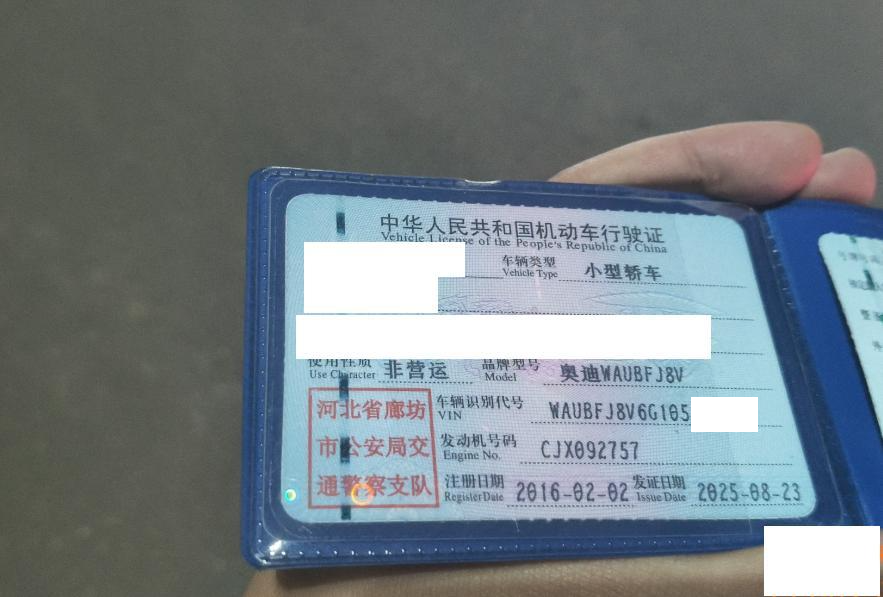 中华人民共和国机动车行驶证
Vehicle License of the People's Republic of China
车辆类型 小型轿车
Vehicle Type
使用性质 非营运 品牌型号 奥迪WAUBFJ8V
Use Character Model
河北省廊坊 车辆识别代号 WAUBFJ8V6G105
VIN
市公安局交 发动机号码 CJX092757
Engine No.
通警察支队 注册日期 2016-02-02 发证日期 2025-08-23
Register Date Issue Date